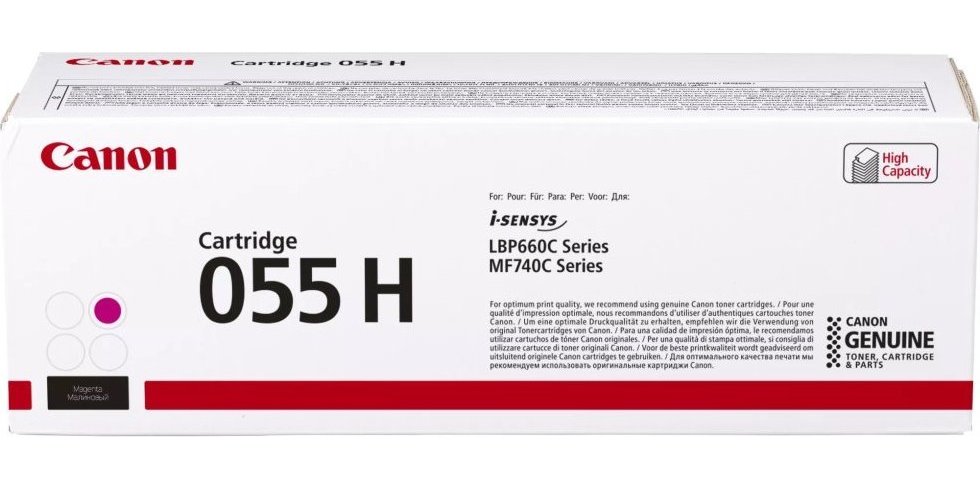 Canon
Cartridge 055 H
Canon
High
Capacity
For: Pour: Für: Para: Per: Voor: Для:
i-SENSYS
LBP660C Series
MF740C Series
Cartridge
055 H
For optimum print quality, we recommend using genuine Canon toner cartridges. / Pour une
qualité d'impression optimale, nous recommandons d'utiliser d'authentiques cartouches toner
Canon. / Um eine optimale Druckqualität zu erhalten, empfehlen wir die Verwendung von
original Tonercartridges von Canon. / Para una calidad de impresión óptima, le recomendamos
utilizar cartuchos de tóner Canon originales. / Per una qualità di stampa ottimale, si consiglia di
utilizzare cartucce di toner originali Canon. / Voor de beste printkwaliteit wordt geadviseerd om
uitsluitend originele Canon cartridges te gebruiken. / Для оптимального качества печати мы
рекомендуем использовать оригинальные картриджи Canon.
CANON
GENUINE
TONER, CARTRIDGE
& PARTS
Magenta
Малиновый